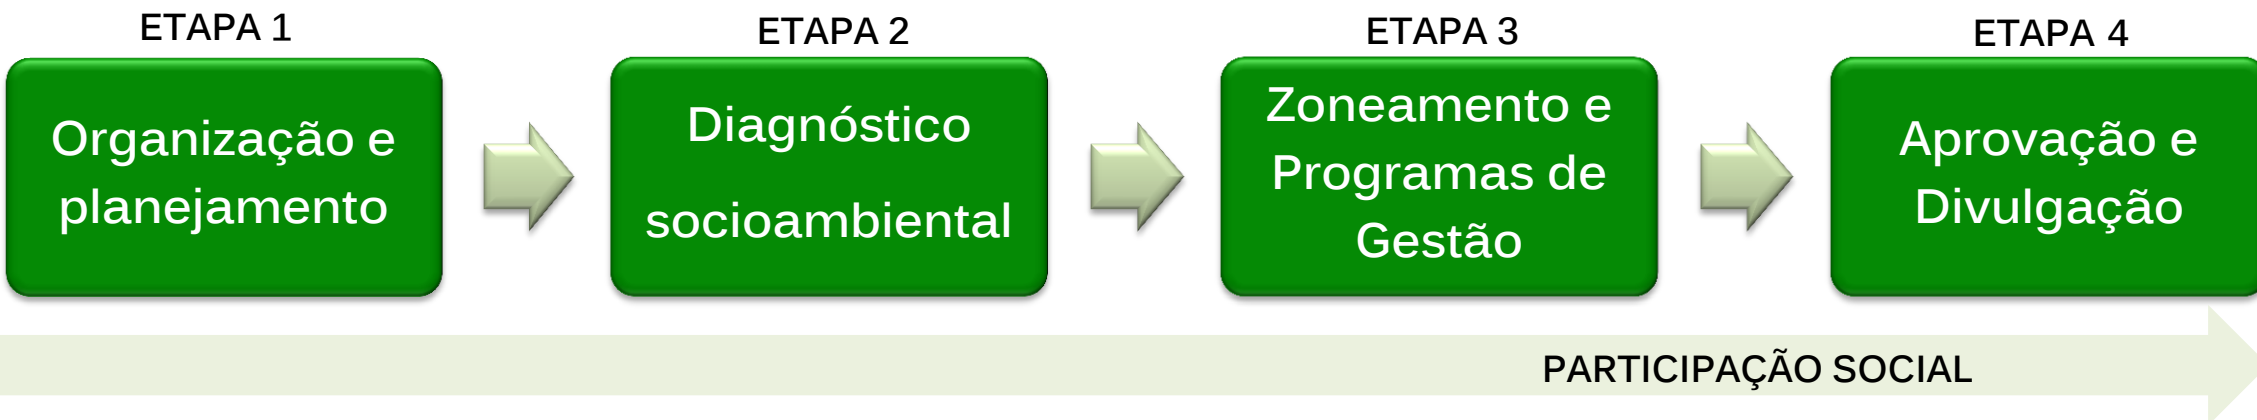 ETAPA 1
Organização e
planejamento
ETAPA 2
Diagnóstico
socioambiental
ETAPA 3
Zoneamento e
Programas de
Gestão
ETAPA 4
Aprovação e
Divulgação
PARTICIPAÇÃO SOCIAL